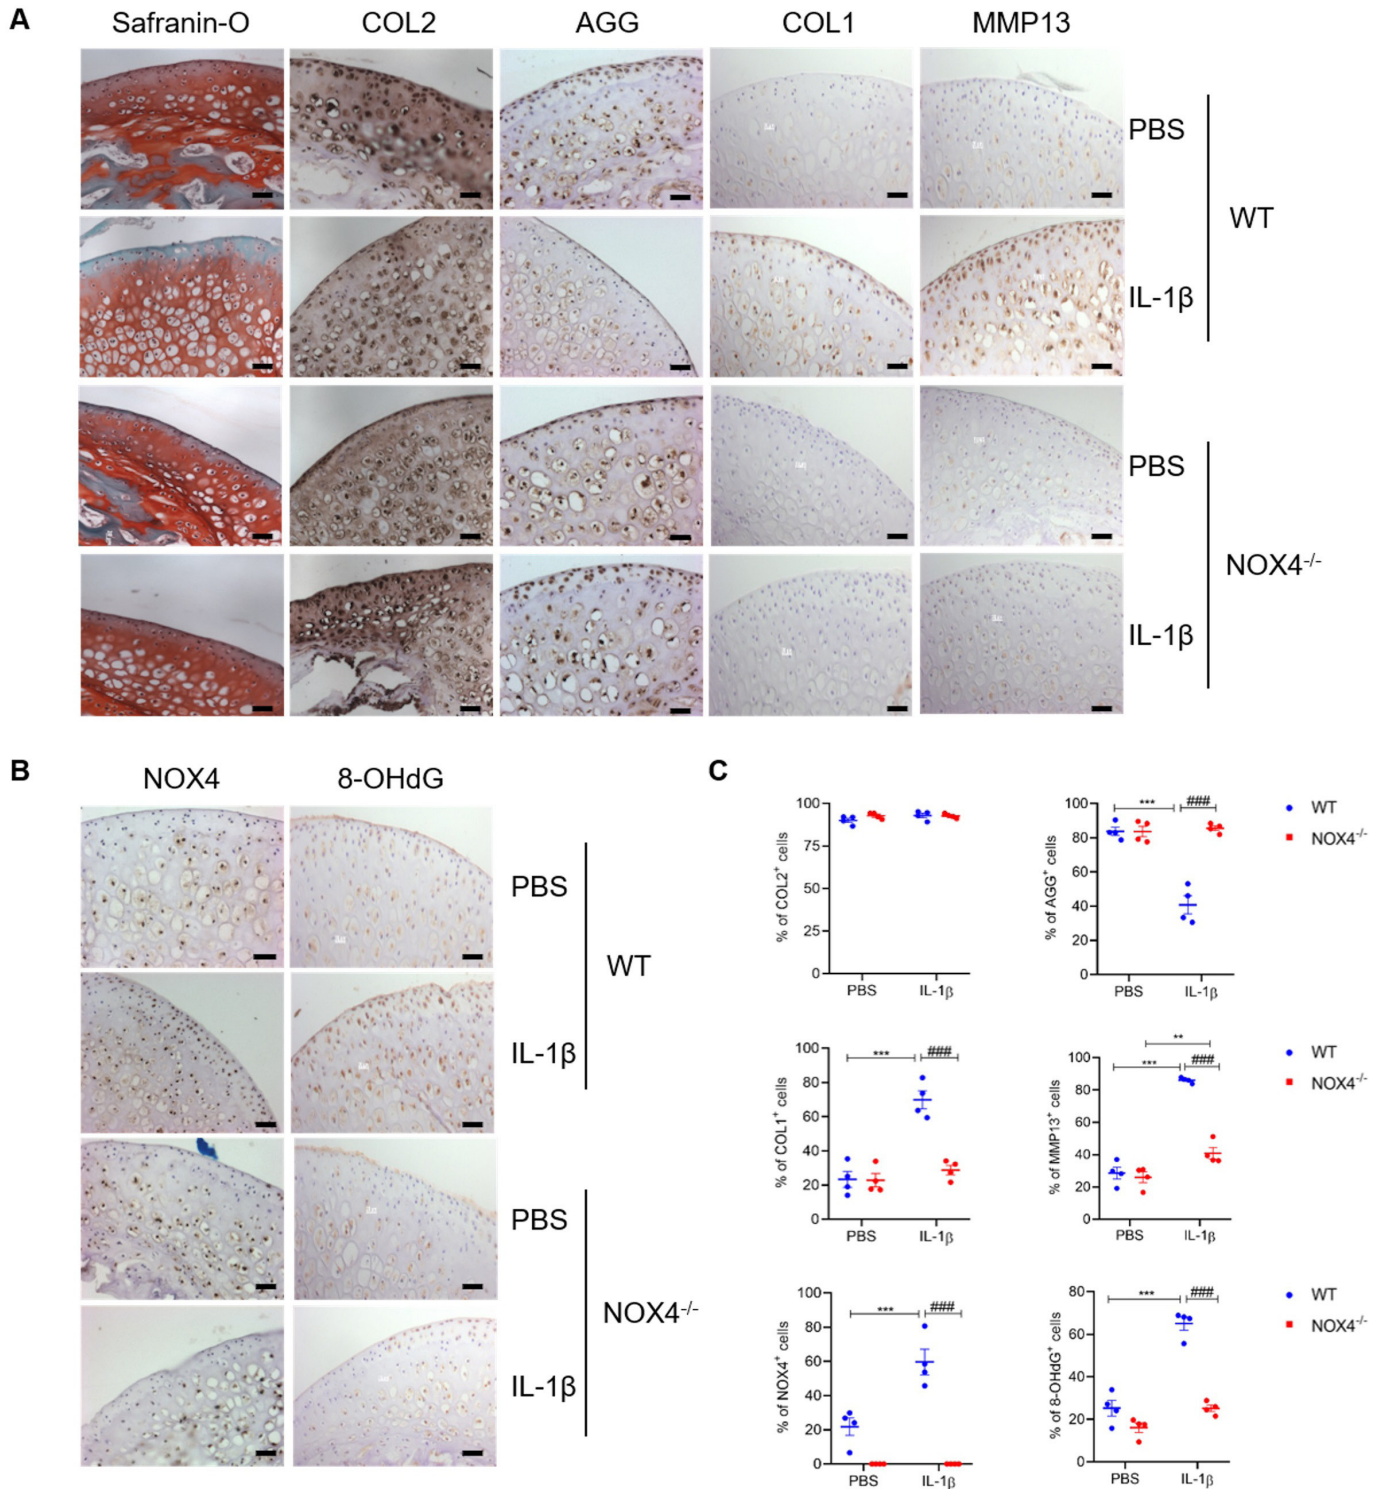 A
Safranin-O COL2 AGG COL1 MMP13
PBS
WT
IL-1β
PBS
NOX4-/-
IL-1β
B
NOX4 8-OHdG
PBS
WT
IL-1β
PBS
NOX4-/-
IL-1β
C
% of COL2+ cells
100
75
50
25
0
PBS IL-1β
% of AGG+ cells
100
80
60
40
20
0
*** ###
PBS IL-1β
WT
NOX4-/-
% of COL1+ cells
100
80
60
40
20
0
*** ###
PBS IL-1β
% of MMP13+ cells
100
80
60
40
20
0
**
*** ###
PBS IL-1β
WT
NOX4-/-
% of NOX4+ cells
100
80
60
40
20
0
*** ###
PBS IL-1β
% of 8-OHdG+ cells
80
60
40
20
0
*** ###
PBS IL-1β
WT
NOX4-/-